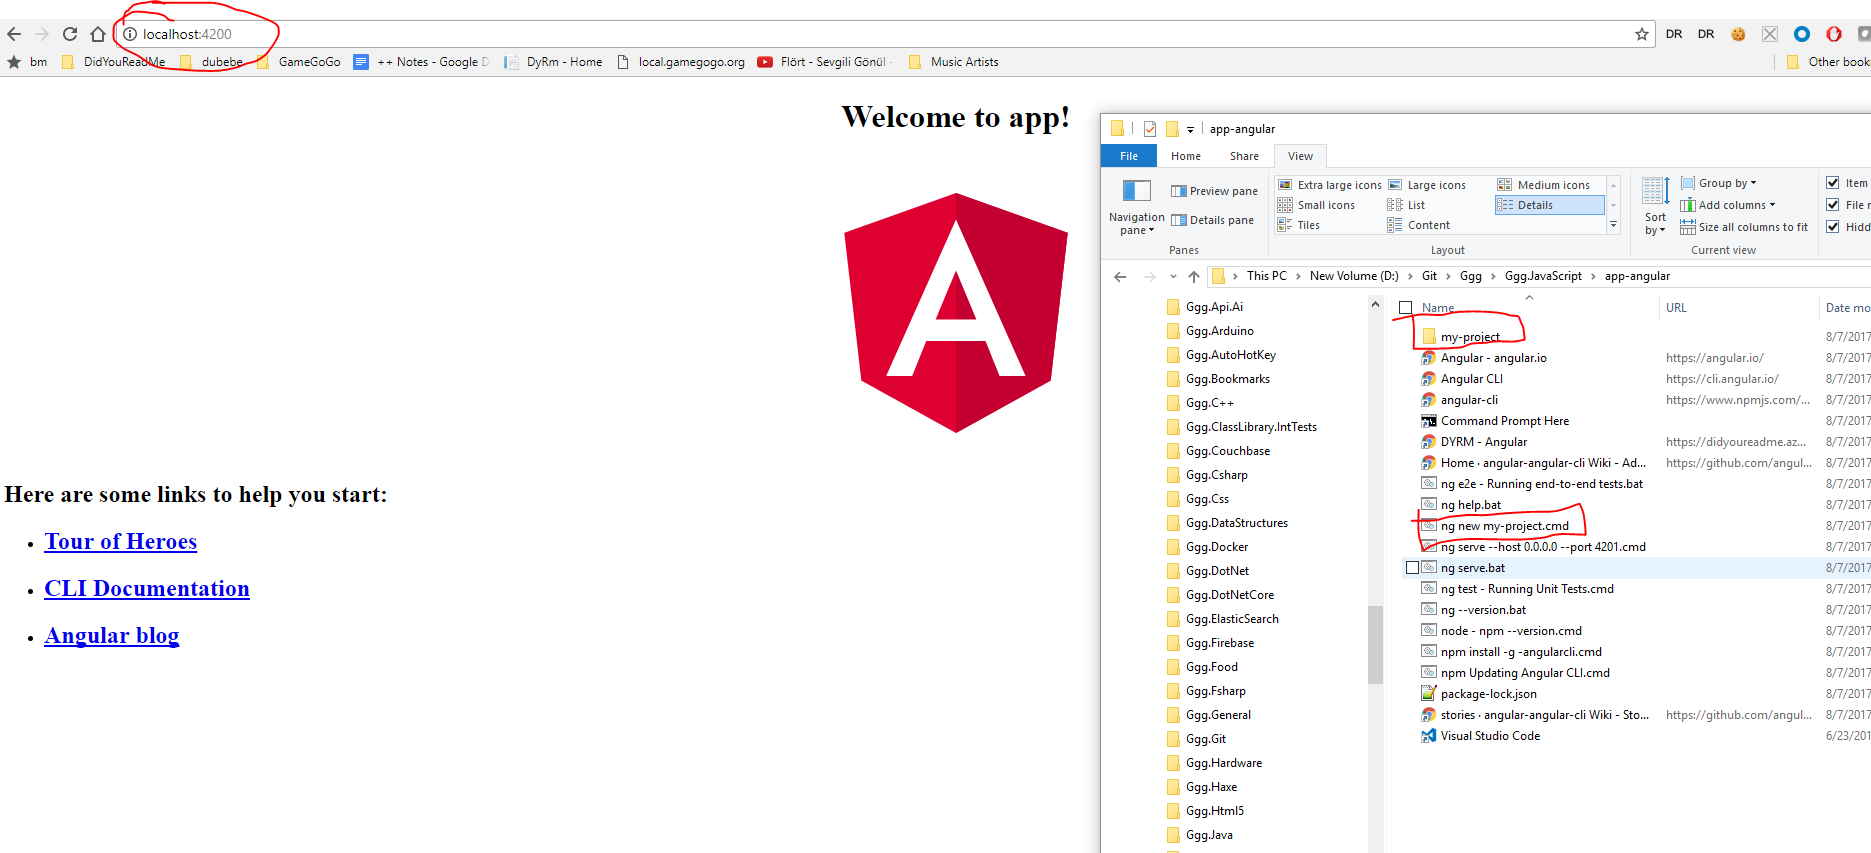 localhost:4200
DR
DR
bm
DidYouReadMe
dubebe
GameGoGo
++ Notes - Google D
DyRm - Home
local.gamegogo.org
Flört - Sevgili Gönül -
Music Artists
Other book
Welcome to app!
A
Here are some links to help you start:
Tour of Heroes
CLI Documentation
Angular blog
app-angular
File
Home
Share
View
Navigation
pane
Preview pane
Details pane
Panes
Extra large icons
Large icons
Medium icons
Small icons
List
Details
Tiles
Content
Layout
Sort
by
Group by
Add columns
Size all columns to fit
Current view
Item
File r
Hidd
This PC > New Volume (D:) > Git > Ggg > Ggg.JavaScript > app-angular
Ggg.Api.Ai
Ggg.Arduino
Ggg.AutoHotKey
Ggg.Bookmarks
Ggg.C++
Ggg.ClassLibrary.IntTests
Ggg.Couchbase
Ggg.Csharp
Ggg.Css
Ggg.DataStructures
Ggg.Docker
Ggg.DotNet
Ggg.DotNetCore
Ggg.ElasticSearch
Ggg.Firebase
Ggg.Food
Ggg.Fsharp
Ggg.General
Ggg.Git
Ggg.Hardware
Ggg.Haxe
Ggg.Html5
Ggg.Java
Name URL Date mo
my-project 8/7/2017
Angular - angular.io https://angular.io/ 8/7/2017
Angular CLI https://cli.angular.io/ 8/7/2017
angular-cli https://www.npmjs.com/... 8/7/2017
Command Prompt Here 8/7/2017
DYRM - Angular https://didyoureadme.az... 8/7/2017
Home · angular-angular-cli Wiki - Ad... https://github.com/angul... 8/7/2017
ng e2e - Running end-to-end tests.bat 8/7/2017
ng help.bat 8/7/2017
ng new my-project.cmd 8/7/2017
ng serve --host 0.0.0.0 --port 4201.cmd 8/7/2017
ng serve.bat 8/7/2017
ng test - Running Unit Tests.cmd 8/7/2017
ng --version.bat 8/7/2017
node - npm --version.cmd 8/7/2017
npm install -g -angularcli.cmd 8/7/2017
npm Updating Angular CLI.cmd 8/7/2017
package-lock.json 8/7/2017
stories · angular-angular-cli Wiki - Sto... https://github.com/angul... 8/7/2017
Visual Studio Code 6/23/201